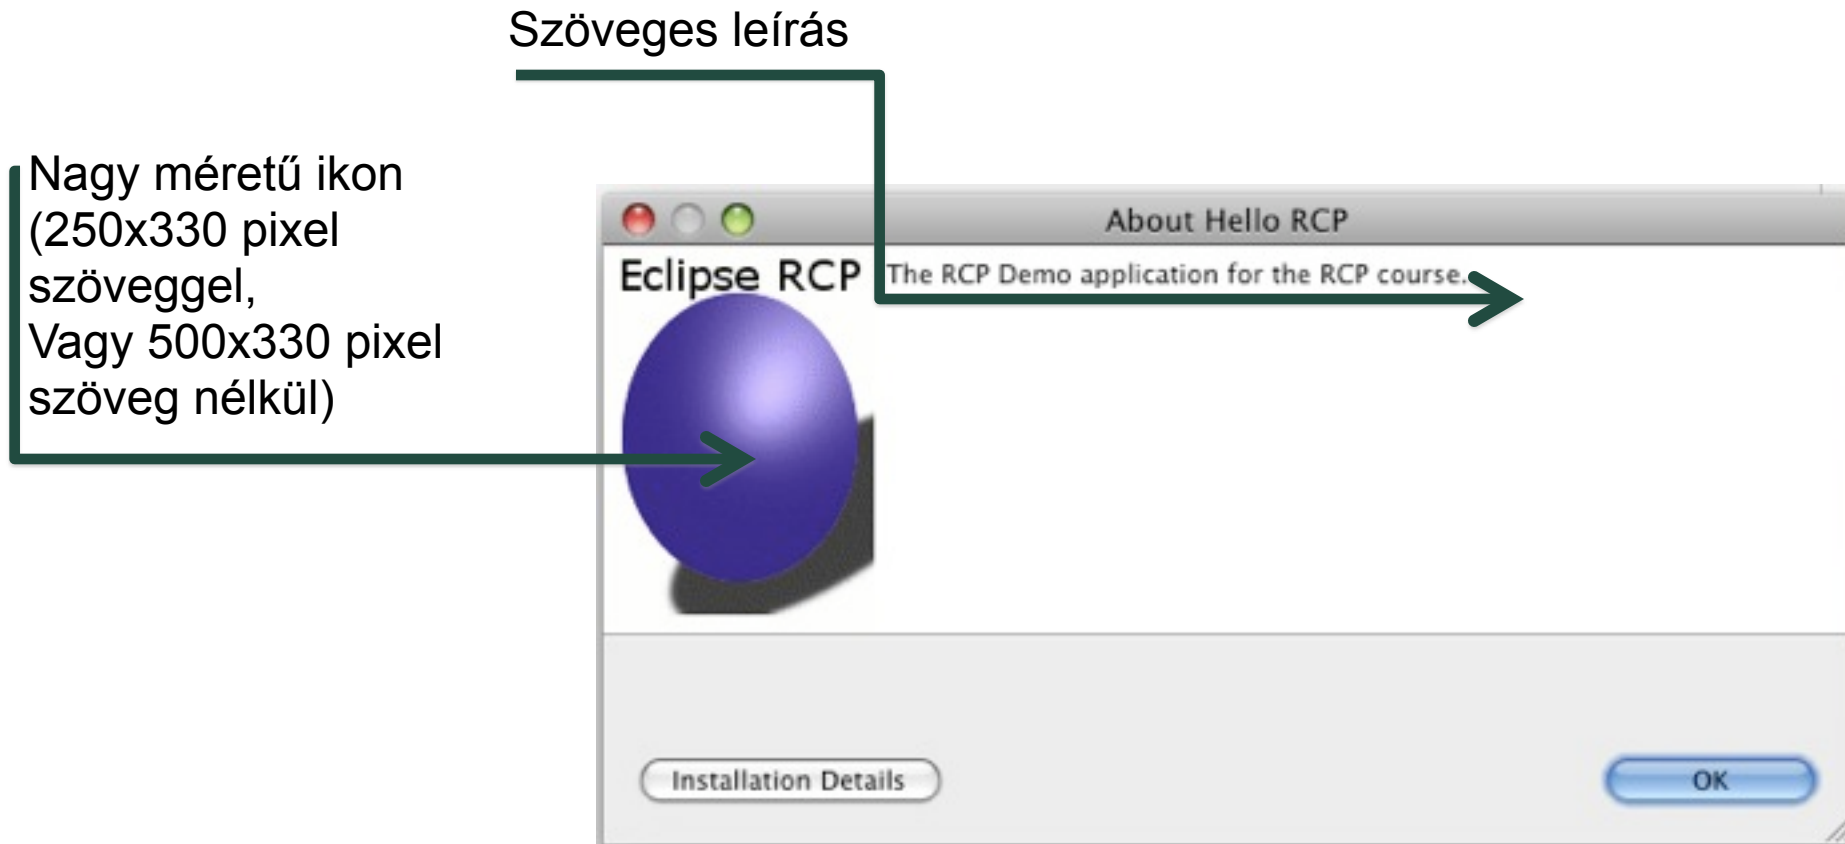 Szöveges leírás
Nagy méretű ikon
(250x330 pixel
szöveggel,
Vagy 500x330 pixel
szöveg nélkül)
About Hello RCP
Eclipse RCP
The RCP Demo application for the RCP course.
Installation Details
OK